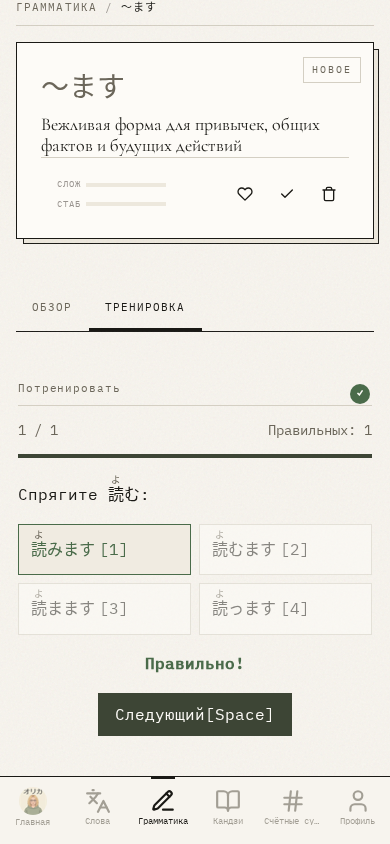 ГРАММАТИКА / 〜ます
НОВОЕ
〜ます
Вежливая форма для привычек, общих
фактов и будущих действий
СЛОЖ
СТАБ
ОБЗОР
ТРЕНИРОВКА
Потренировать
1 / 1
Правильных: 1
よ
Спрягите 読む:
よ
読みます [1]
よ
読むます [2]
よ
読まます [3]
よ
読っます [4]
Правильно!
Следующий[Space]
オリカ
Главная
Слова
Грамматика
Кандзи
Счётные су…
Профиль